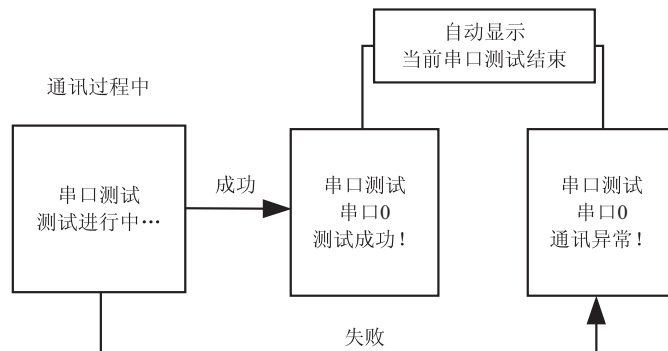 自动显示
当前串口测试结束
通讯过程中
串口测试
测试进行中…
成功
串口测试
串口0
测试成功！
串口测试
串口0
通讯异常！
失败